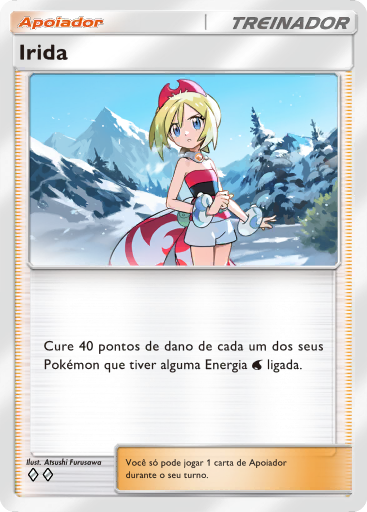 Apoiador
TREINADOR
Irida
Cure 40 pontos de dano de cada um dos seus
Pokémon que tiver alguma Energia ligada.
Ilust. Atsushi Furusawa
Você só pode jogar 1 carta de Apoiador
durante o seu turno.